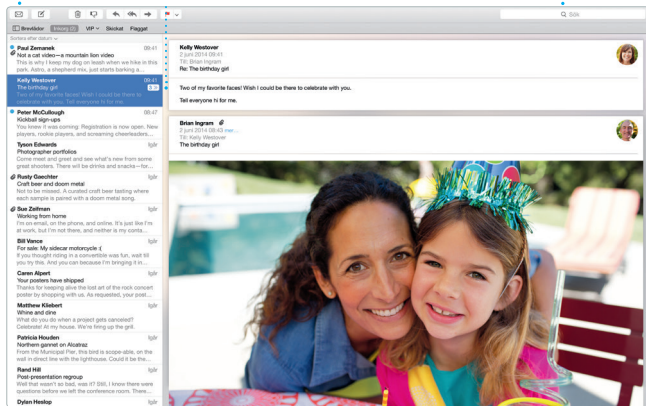 Sök
Brevlådor
Inkorg
VIP
Skickat
Flaggat
Sortera efter datum
Paul Zemanek 09:41
Not a cat video—a mountain lion video
This is why I keep my dog on leash when we hike in this
park. Astro, a shepherd mix, just starts barking a...
Kelly Westover 09:41
The birthday girl
Two of my favorite faces! Wish I could be there to
celebrate with you. Tell everyone hi for me.
Peter McCullough 08:47
Kickball sign-ups
You knew it was coming: Registration is now open. New
players, rookie players, and screaming cheerleaders...
Tyson Edwards Igår
Photographer portfolios
Come meet and greet and see what's new from some
great shooters. There will be drinks and snacks—for...
Rusty Gaechter Igår
Craft beer and doom metal
Not to be missed. A curated craft beer tasting where
each sample is paired with a doom metal song.
Sue Zeifman Igår
Working from home
I'm on email, on the phone, and online. It's just like I'm
at work, but I'm not there, and neither is my conta...
Bill Vance Igår
For sale: My sidecar motorcycle :(
If you thought riding in a convertible was fun, wait till
you try this. And you can because I'm bringing it in...
Caren Alpert Igår
Your posters have shipped
Thanks for keeping alive the lost art of the rock concert
poster by shopping with us. As requested, your post...
Matthew Kliebert Igår
Whine and dine
What do you do when a project gets canceled?
Celebrate! At my house. We're firing up the grill.
Patricia Houden Igår
Northern gannet on Alcatraz
From the Municipal Pier, this bird is scope-able, on the
wall in direct line with the lighthouse. Could it be the...
Rand Hill Igår
Post-presentation regroup
Well that wasn't so bad, was it? Still, I know there were
questions before we left the conference room. There...
Dylan Heslop Igår
Kelly Westover
2 juni 2014 09:41
Till: Brian Ingram
Re: The birthday girl
Two of my favorite faces! Wish I could be there to celebrate with you.
Tell everyone hi for me.
Brian Ingram
2 juni 2014 08:43 mer...
Till: Kelly Westover
The birthday girl